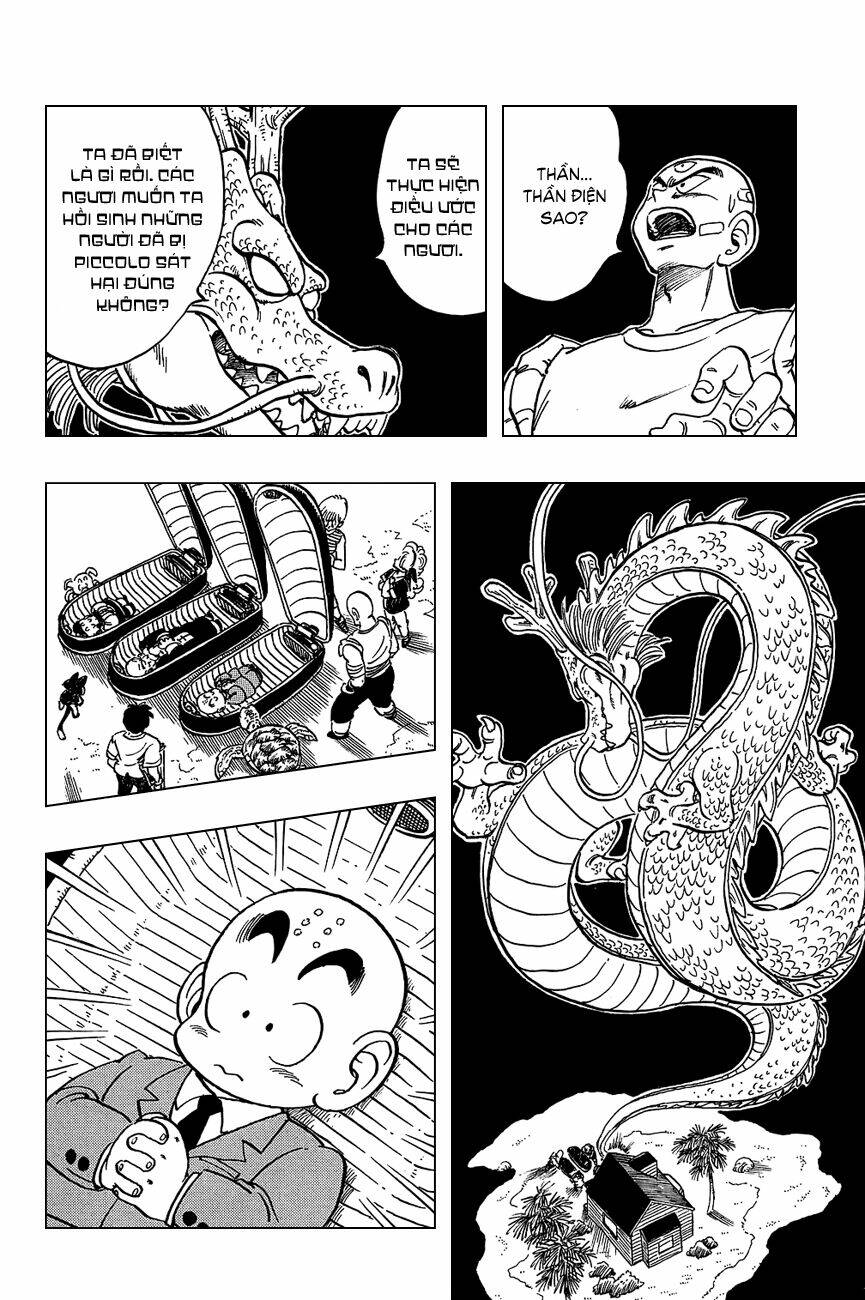 THẦN...
THẦN ĐIỆN
SAO?
TA SẼ
THỰC HIỆN
ĐIỀU ƯỚC
CHO CÁC
NGƯƠI.
TA ĐÃ BIẾT
LÀ GÌ RỒI. CÁC
NGƯƠI MUỐN TA
HỒI SINH NHỮNG
NGƯỜI ĐÃ BỊ
PICCOLO SÁT
HẠI ĐÚNG
KHÔNG?